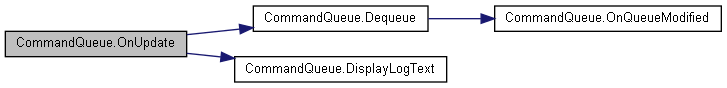 CommandQueue.OnUpdate
CommandQueue.Dequeue
CommandQueue.OnQueueModified
CommandQueue.DisplayLogText